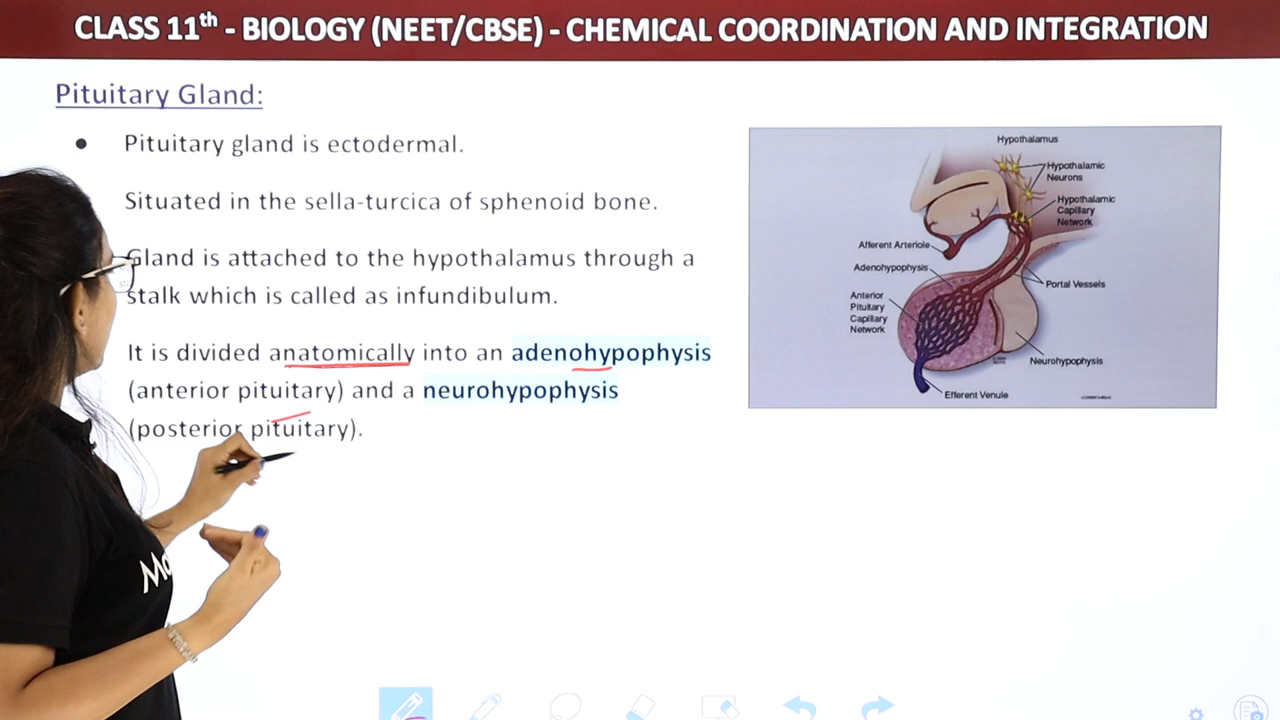 CLASS 11th - BIOLOGY (NEET/CBSE) - CHEMICAL COORDINATION AND INTEGRATION
Pituitary Gland:
● Pituitary gland is ectodermal.
Situated in the sella-turcica of sphenoid bone.
Gland is attached to the hypothalamus through a
stalk which is called as infundibulum.
It is divided anatomically into an adenohypophysis
(anterior pituitary) and a neurohypophysis
(posterior pituitary).
Hypothalamus
Hypothalamic
Neurons
Hypothalamic
Capillary
Network
Afferent Arteriole
Adenohypophysis
Portal Vessels
Anterior
Pituitary
Capillary
Network
Neurohypophysis
Efferent Venule